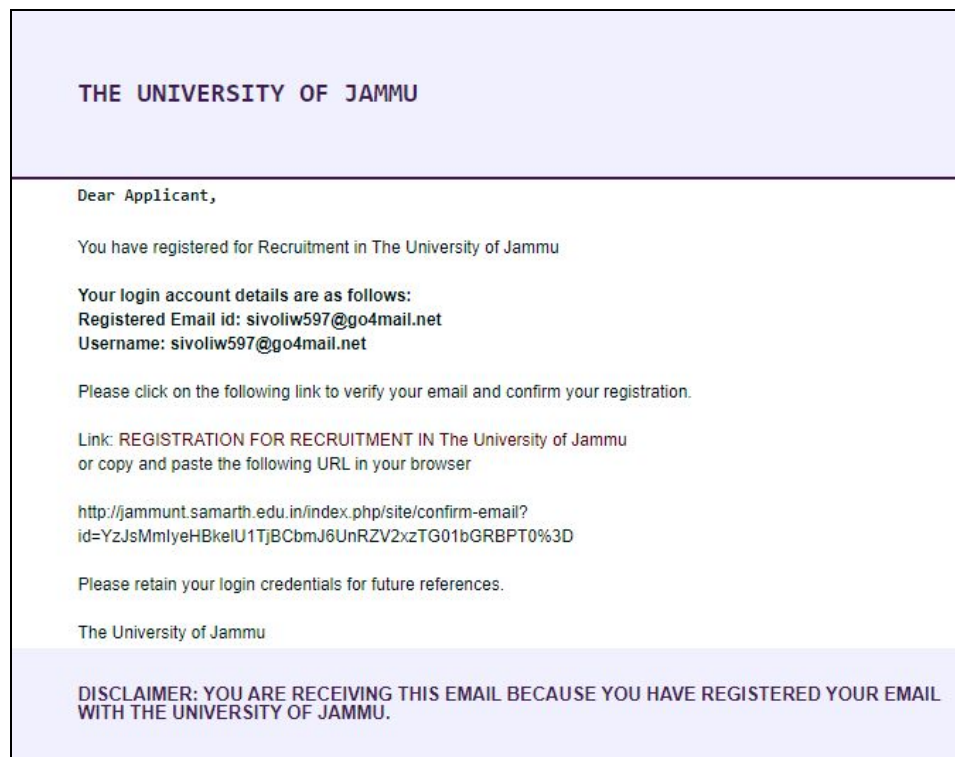 THE UNIVERSITY OF JAMMU
Dear Applicant,
You have registered for Recruitment in The University of Jammu
Your login account details are as follows:
Registered Email id: sivoliw597@go4mail.net
Username: sivoliw597@go4mail.net
Please click on the following link to verify your email and confirm your registration.
Link: REGISTRATION FOR RECRUITMENT IN The University of Jammu
or copy and paste the following URL in your browser
http://jammunt.samarth.edu.in/index.php/site/confirm-email?
id=YzJsMmIyeHBkelU1TjBCbmJ6UnRZV2xzTG01bGRBPT0%3D
Please retain your login credentials for future references.
The University of Jammu
DISCLAIMER: YOU ARE RECEIVING THIS EMAIL BECAUSE YOU HAVE REGISTERED YOUR EMAIL
WITH THE UNIVERSITY OF JAMMU.